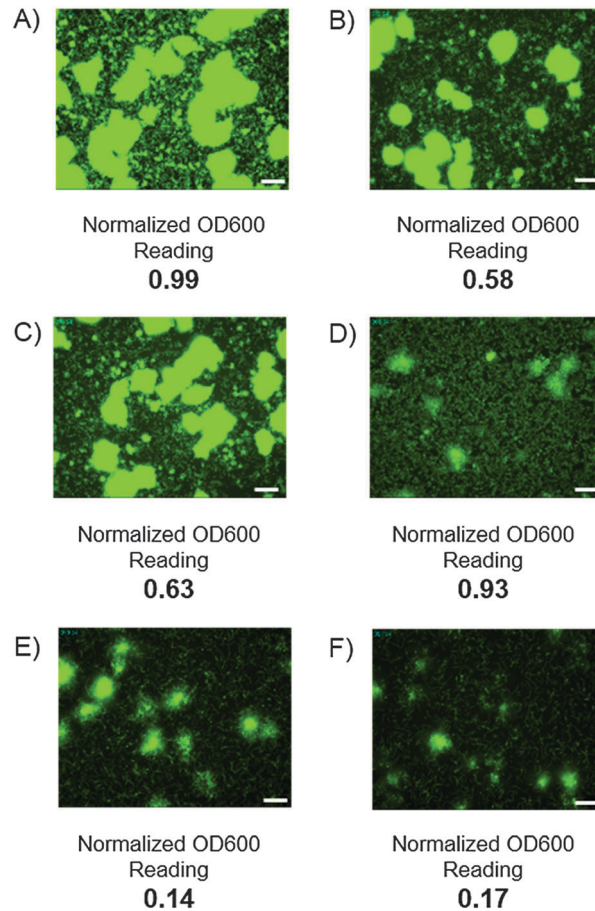 A)
B)
Normalized OD600
Reading
0.99
Normalized OD600
Reading
0.58
C)
D)
Normalized OD600
Reading
0.63
Normalized OD600
Reading
0.93
E)
F)
Normalized OD600
Reading
0.14
Normalized OD600
Reading
0.17